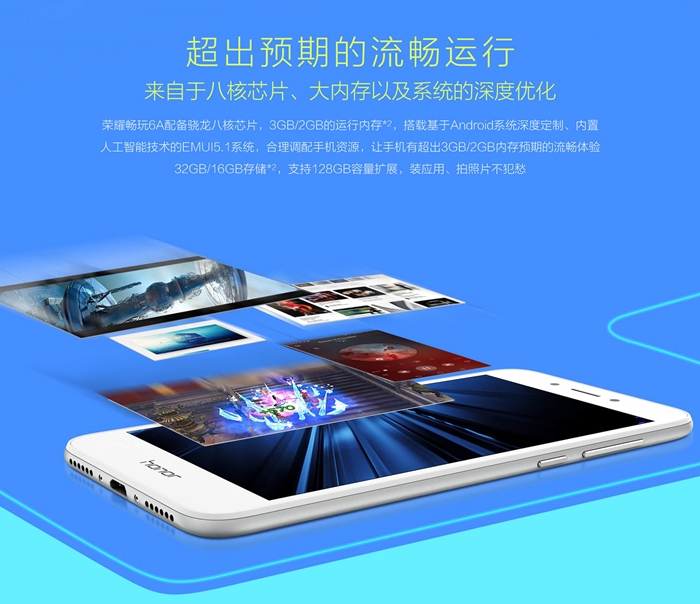 超出预期的流畅运行
来自于八核芯片、大内存以及系统的深度优化
荣耀畅玩6A配备骁龙八核芯片，3GB/2GB的运行内存*²，搭载基于Android系统深度定制、内置
人工智能技术的EMUI5.1系统，合理调配手机资源，让手机有超出3GB/2GB内存预期的流畅体验
32GB/16GB存储*²，支持128GB容量扩展，装应用、拍照片不犯愁
honor